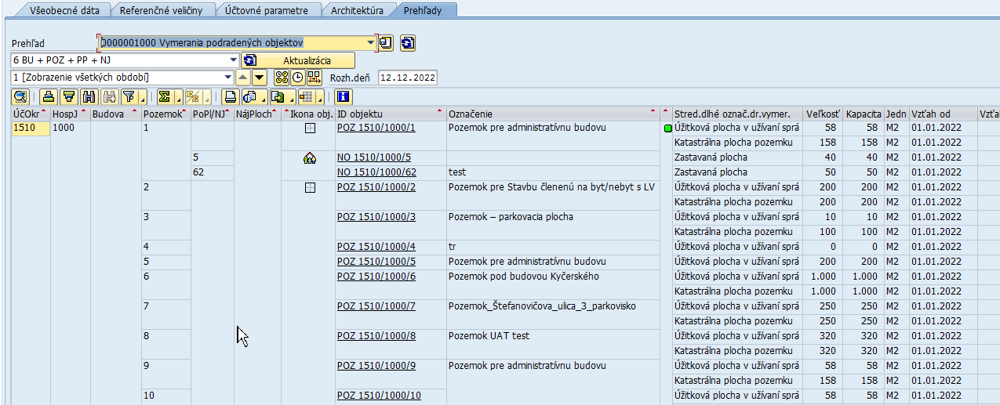 Všeobecné dáta Referenčné veličiny Účtovné parametre Architektúra Prehľady
Prehľad 0000001000 Vymerania podradených objektov
6 BU + POZ + PP + NJ Aktualizácia
1 [Zobrazenie všetkých období] Rozh.deň 12.12.2022
ÚčOkr HospJ Budova Pozemok PoPl/NJ NájPloch Ikona obj. ID objektu Označenie Stred.dlhé označ.dr.vymer. Veľkosť Kapacita Jedn Vzťah od Vzťa
1510 1000 1 POZ 1510/1000/1 Pozemok pre administratívnu budovu Úžitková plocha v užívaní sprá 58 58 M2 01.01.2022
Katastrálna plocha pozemku 158 158 M2 01.01.2022
5 NO 1510/1000/5 Zastavaná plocha 40 40 M2 01.01.2022
62 NO 1510/1000/62 test Zastavaná plocha 50 50 M2 01.01.2022
2 POZ 1510/1000/2 Pozemok pre Stavbu členenú na byt/nebyt s LV Úžitková plocha v užívaní sprá 200 200 M2 01.01.2022
Katastrálna plocha pozemku 200 200 M2 01.01.2022
3 POZ 1510/1000/3 Pozemok – parkovacia plocha Úžitková plocha v užívaní sprá 10 10 M2 01.01.2022
Katastrálna plocha pozemku 100 100 M2 01.01.2022
4 POZ 1510/1000/4 tr Úžitková plocha v užívaní sprá 0 0 M2 01.01.2022
5 POZ 1510/1000/5 Pozemok pre administratívnu budovu Úžitková plocha v užívaní sprá 200 200 M2 01.01.2022
6 POZ 1510/1000/6 Pozemok pod budovou Kyčerského Úžitková plocha v užívaní sprá 1.000 1.000 M2 01.01.2022
Katastrálna plocha pozemku 1.000 1.000 M2 01.01.2022
7 POZ 1510/1000/7 Pozemok_Štefanovičova_ulica_3_parkovisko Úžitková plocha v užívaní sprá 250 250 M2 01.01.2022
Katastrálna plocha pozemku 250 250 M2 01.01.2022
8 POZ 1510/1000/8 Pozemok UAT test Úžitková plocha v užívaní sprá 320 320 M2 01.01.2022
Katastrálna plocha pozemku 320 320 M2 01.01.2022
9 POZ 1510/1000/9 Pozemok pre administratívnu budovu Úžitková plocha v užívaní sprá 58 58 M2 01.01.2022
Katastrálna plocha pozemku 158 158 M2 01.01.2022
10 POZ 1510/1000/10 Úžitková plocha v užívaní sprá 58 58 M2 01.01.2022